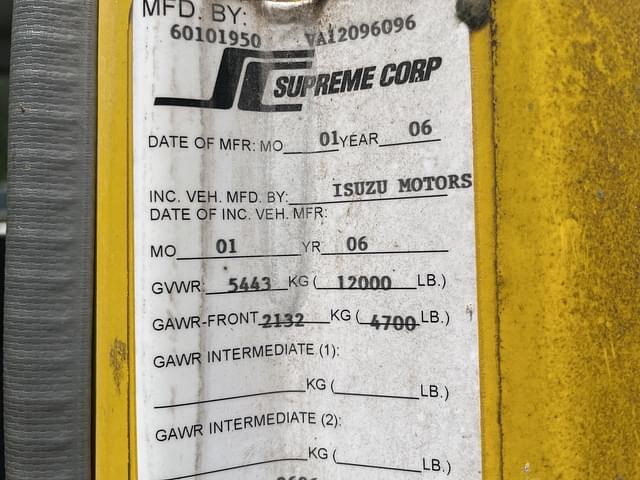 MFD. BY:
60101950 VA12096096
SUPREME CORP
DATE OF MFR: MO 01 YEAR 06
INC. VEH. MFD. BY: ISUZU MOTORS
DATE OF INC. VEH. MFR:
MO 01 YR 06
GVWR: 5443 KG ( 12000 LB.)
GAWR-FRONT 2132 KG ( 4700 LB.)
GAWR INTERMEDIATE (1):
KG ( LB.)
GAWR INTERMEDIATE (2):
KG ( LB.)